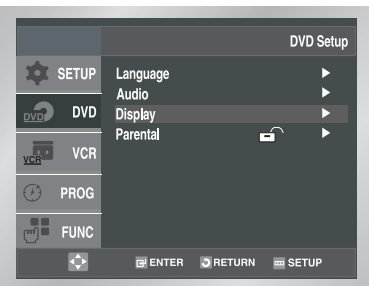 DVD Setup
SETUP
Language
Audio
DVD
DVD
Display
Parental
VCR
VCR
PROG
FUNC
ENTER RETURN SETUP